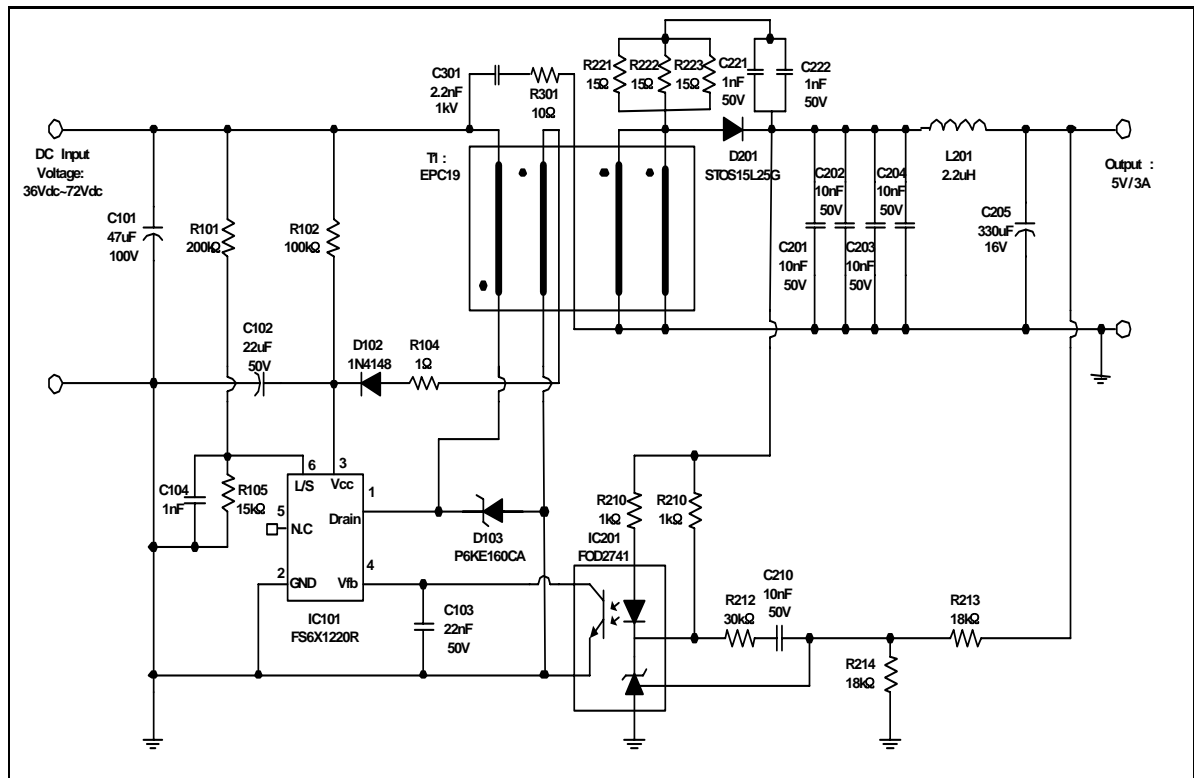 C301
2.2nF
1kV
R301
10Ω
R221
15Ω
R222
15Ω
R223
15Ω
C221
1nF
50V
C222
1nF
50V
DC Input
Voltage:
36Vdc~72Vdc
T1 :
EPC19
D201
STOS15L25G
L201
2.2uH
Output :
5V/3A
C101
47uF
100V
R101
200kΩ
R102
100kΩ
C202
10nF
50V
C204
10nF
50V
C201
10nF
50V
C203
10nF
50V
C205
330uF
16V
C102
22uF
50V
D102
1N4148
R104
1Ω
C104
1nF
R105
15kΩ
6
L/S
3
Vcc
1
Drain
5
N.C
2
GND
4
Vfb
IC101
FS6X1220R
D103
P6KE160CA
C103
22nF
50V
R210
1kΩ
R210
1kΩ
IC201
FOD2741
R212
30kΩ
C210
10nF
50V
R213
18kΩ
R214
18kΩ